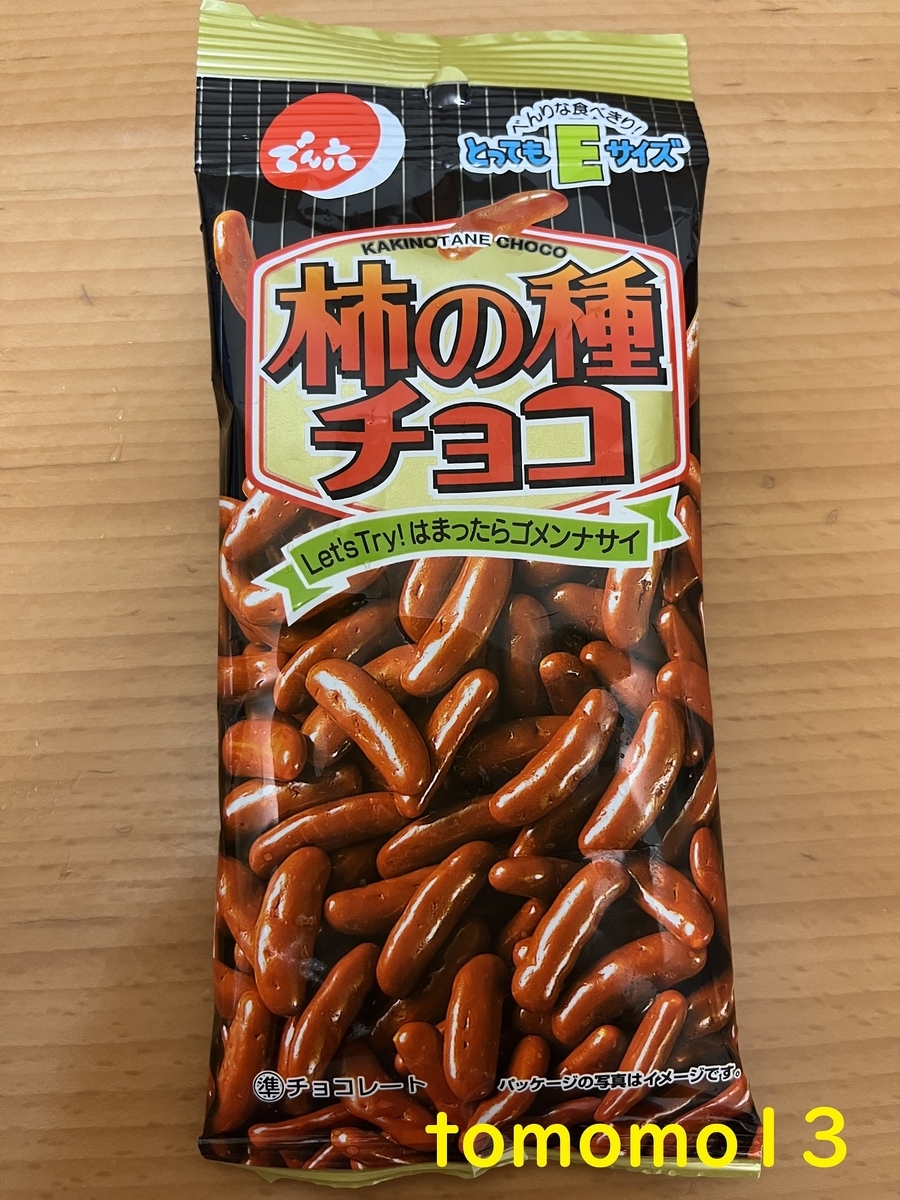 でん六
べんりな食べきり!
とってもEサイズ
KAKINOTANE CHOCO
柿の種
チョコ
Let'sTry!はまったらゴメンナサイ
準チョコレート
パッケージの写真はイメージです。
tomomo13